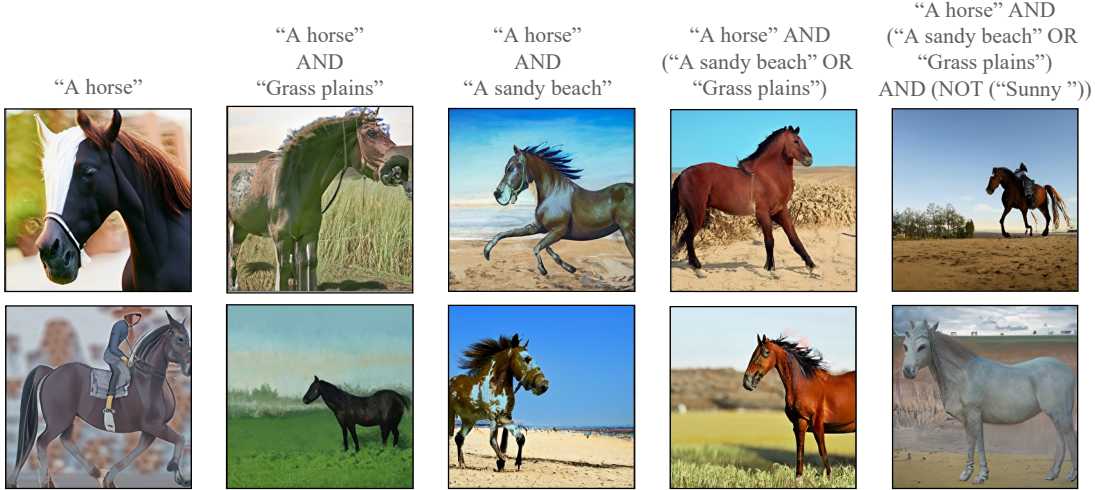 “A horse”
“A horse”
AND
“Grass plains”
“A horse”
AND
“A sandy beach”
“A horse” AND
(“A sandy beach” OR
“Grass plains”)
“A horse” AND
(“A sandy beach” OR
“Grass plains”)
AND (NOT (“Sunny ”))